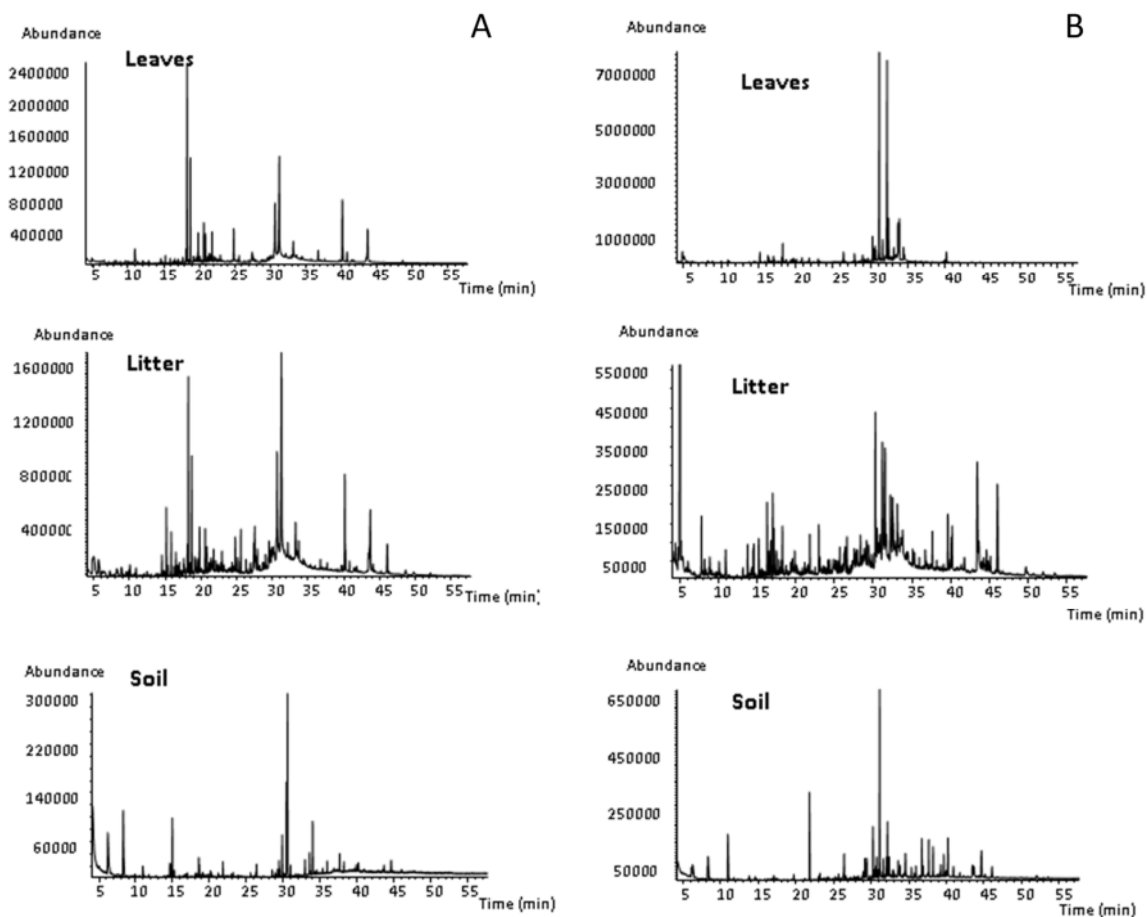 A
Abundance
Leaves
2400000
2000000
1600000
1200000
800000
400000
5 10 15 20 25 30 35 40 45 50 55
Time (min)
B
Abundance
Leaves
7000000
5000000
3000000
1000000
5 10 15 20 25 30 35 40 45 50 55
Time (min)
Abundance
Litter
1600000
1200000
800000
400000
5 10 15 20 25 30 35 40 45 50 55
Time (min)
Abundance
Litter
550000
450000
350000
250000
150000
50000
5 10 15 20 25 30 35 41 46 50 55
Time (min)
Abundance
Soil
300000
220000
140000
60000
5 10 15 20 25 30 35 40 45 50 55
Time (min)
Abundance
Soil
650000
450000
250000
50000
5 10 15 20 25 30 35 40 45 50 55
Time (min)